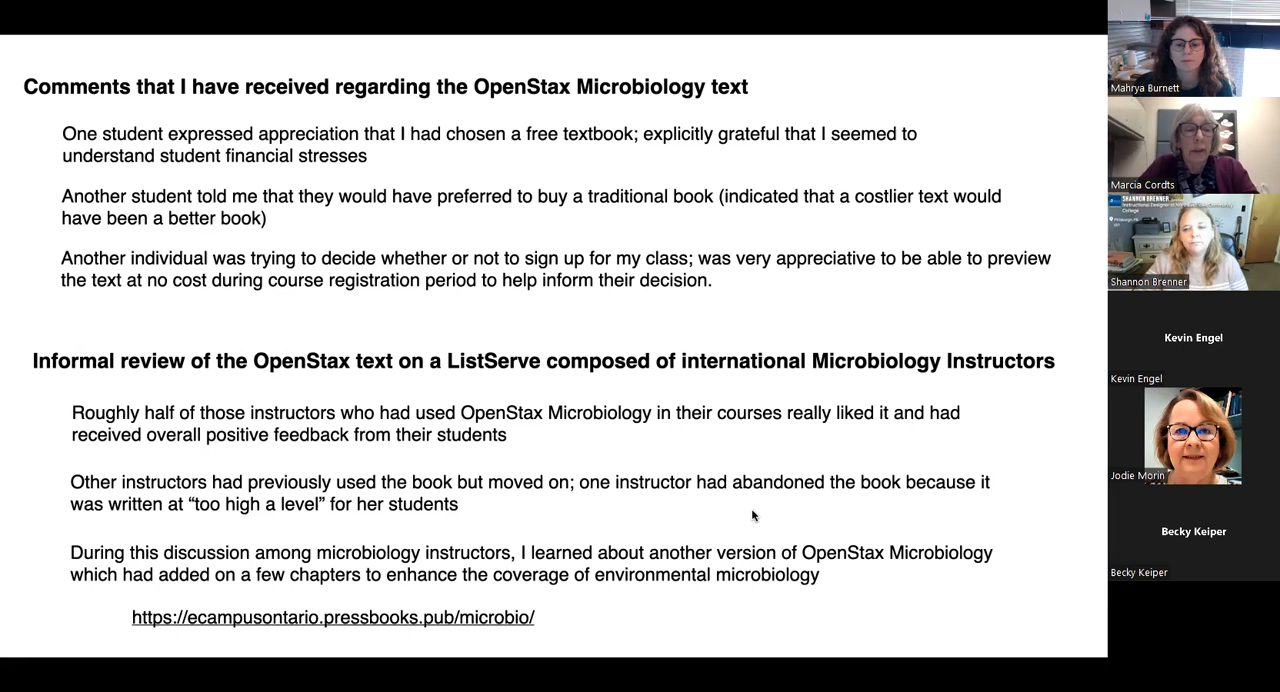 Comments that I have received regarding the OpenStax Microbiology text
One student expressed appreciation that I had chosen a free textbook; explicitly grateful that I seemed to
understand student financial stresses
Another student told me that they would have preferred to buy a traditional book (indicated that a costlier text would
have been a better book)
Another individual was trying to decide whether or not to sign up for my class; was very appreciative to be able to preview
the text at no cost during course registration period to help inform their decision.
Informal review of the OpenStax text on a ListServe composed of international Microbiology Instructors
Roughly half of those instructors who had used OpenStax Microbiology in their courses really liked it and had
received overall positive feedback from their students
Other instructors had previously used the book but moved on; one instructor had abandoned the book because it
was written at “too high a level” for her students
During this discussion among microbiology instructors, I learned about another version of OpenStax Microbiology
which had added on a few chapters to enhance the coverage of environmental microbiology
https://ecampusontario.pressbooks.pub/microbio/
Mahrya Burnett
Marcia Cordts
SHANNON BRENNER
Instructional Designer at
College
Pittsburgh, PA
Shannon Brenner
Kevin Engel
Kevin Engel
Jodie Morin
Becky Keiper
Becky Keiper